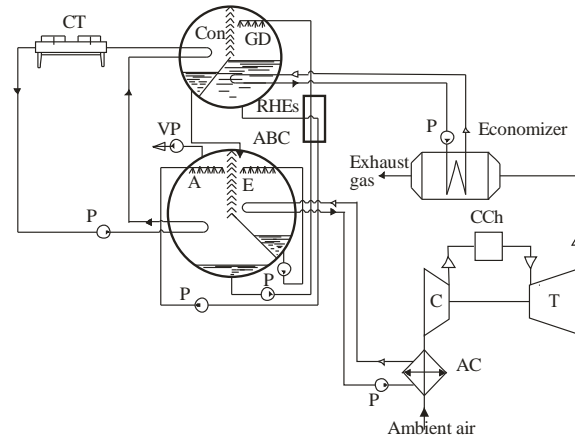 CT
Con
GD
VP
RHEs
ABC
P
Economizer
Exhaust
gas
A
E
CCh
P
P
P
P
C
T
AC
P
Ambient air